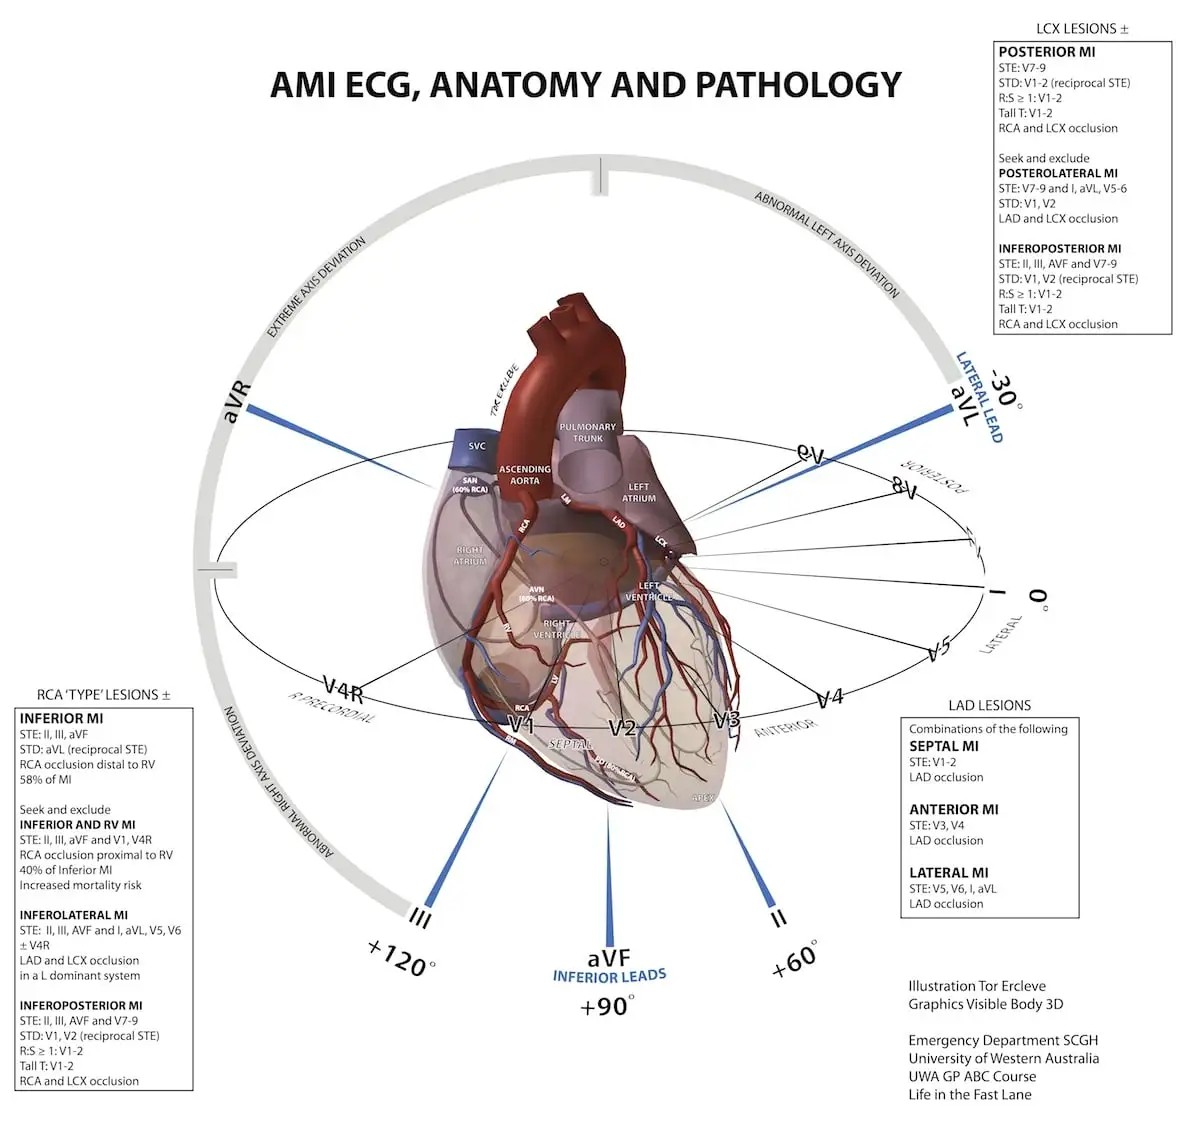 AMI ECG, ANATOMY AND PATHOLOGY
LCX LESIONS ±
POSTERIOR MI
STE: V7-9
STD: V1-2 (reciprocal STE)
R:S ≥ 1: V1-2
Tall T: V1-2
RCA and LCX occlusion
Seek and exclude
POSTEROLATERAL MI
STE: V7-9 and I, aVL, V5-6
STD: V1, V2
LAD and LCX occlusion
INFEROPOSTERIOR MI
STE: II, III, AVF and V7-9
STD: V1, V2 (reciprocal STE)
R:S ≥ 1: V1-2
Tall T: V1-2
RCA and LCX occlusion
EXTREME AXIS DEVIATION
ABNORMAL LEFT AXIS DEVIATION
ABNORMAL RIGHT AXIS DEVIATION
aVR
LATERAL LEAD
aVL
-30°
TOR ERCLEVE
PULMONARY
TRUNK
SVC
ASCENDING
AORTA
SAN
(60% RCA)
LEFT
ATRIUM
LM
LAD
RCA
LCX
RIGHT
ATRIUM
AVN
(80% RCA)
LEFT
VENTRICLE
RIGHT
VENTRICLE
RV
LV
RCA
RM
PD (80% RCA)
APEX
V9
V8
POSTERIOR
I
0°
LATERAL
V5
V4
ANTERIOR
V3
V2
SEPTAL
V1
V4R
R PRECORDIAL
III
+120°
aVF
INFERIOR LEADS
+90°
II
+60°
RCA 'TYPE' LESIONS ±
INFERIOR MI
STE: II, III, aVF
STD: aVL (reciprocal STE)
RCA occlusion distal to RV
58% of MI
Seek and exclude
INFERIOR AND RV MI
STE: II, III, aVF and V1, V4R
RCA occlusion proximal to RV
40% of Inferior MI
Increased mortality risk
INFEROLATERAL MI
STE: II, III, AVF and I, aVL, V5, V6
± V4R
LAD and LCX occlusion
in a L dominant system
INFEROPOSTERIOR MI
STE: II, III, AVF and V7-9
STD: V1, V2 (reciprocal STE)
R:S ≥ 1: V1-2
Tall T: V1-2
RCA and LCX occlusion
LAD LESIONS
Combinations of the following
SEPTAL MI
STE: V1-2
LAD occlusion
ANTERIOR MI
STE: V3, V4
LAD occlusion
LATERAL MI
STE: V5, V6, I, aVL
LAD occlusion
Illustration Tor Ercleve
Graphics Visible Body 3D
Emergency Department SCGH
University of Western Australia
UWA GP ABC Course
Life in the Fast Lane